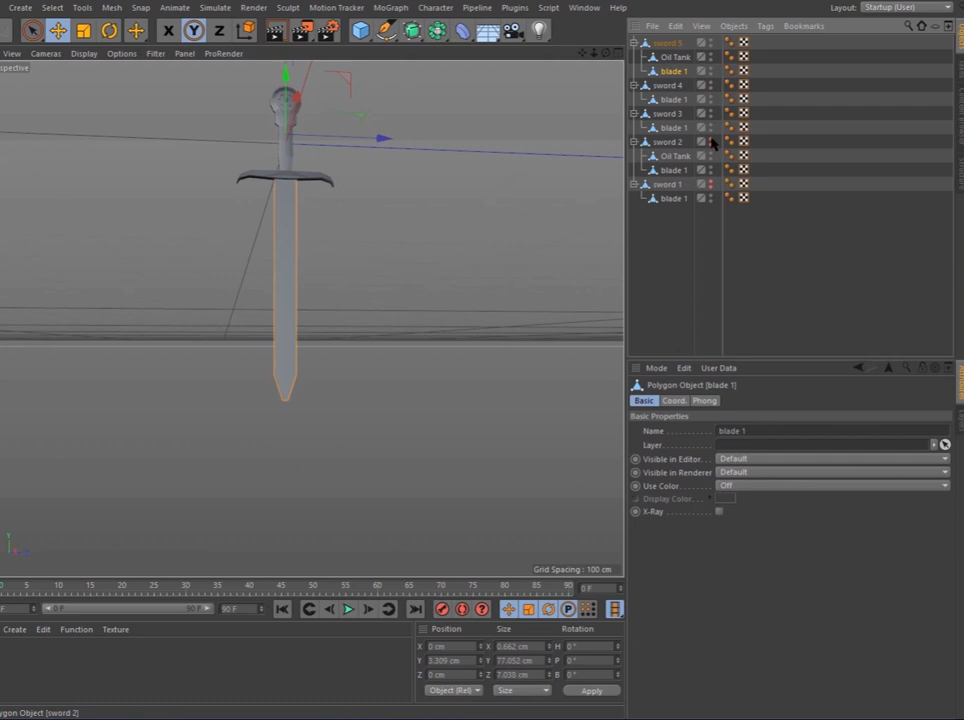 Create Select Tools Mesh Snap Animate Simulate Render Sculpt Motion Tracker MoGraph Character Pipeline Plugins Script Window Help Layout: Startup (User)
X Y Z
File Edit View Objects Tags Bookmarks
View Cameras Display Options Filter Panel ProRender
spective
sword 5
Oil Tank
blade 1
sword 4
blade 1
sword 3
blade 1
sword 2
Oil Tank
blade 1
sword 1
blade 1
Mode Edit User Data
Polygon Object [blade 1]
Basic Coord. Phong
Basic Properties
Name blade 1
Layer
Visible in Editor Default
Visible in Renderer Default
Use Color Off
Display Color
X-Ray
Y
Grid Spacing : 100 cm
5 10 15 20 25 30 35 40 45 50 55 60 65 70 75 80 85 90 0 F
F 0 F 90 F 90 F
P
Create Edit Function Texture
Position Size Rotation
X 0 cm X 0.662 cm H 0 °
Y 3.309 cm Y 77.052 cm P 0 °
Z 0 cm Z 7.038 cm B 0 °
Object (Rel) Size Apply
ygon Object [sword 2]